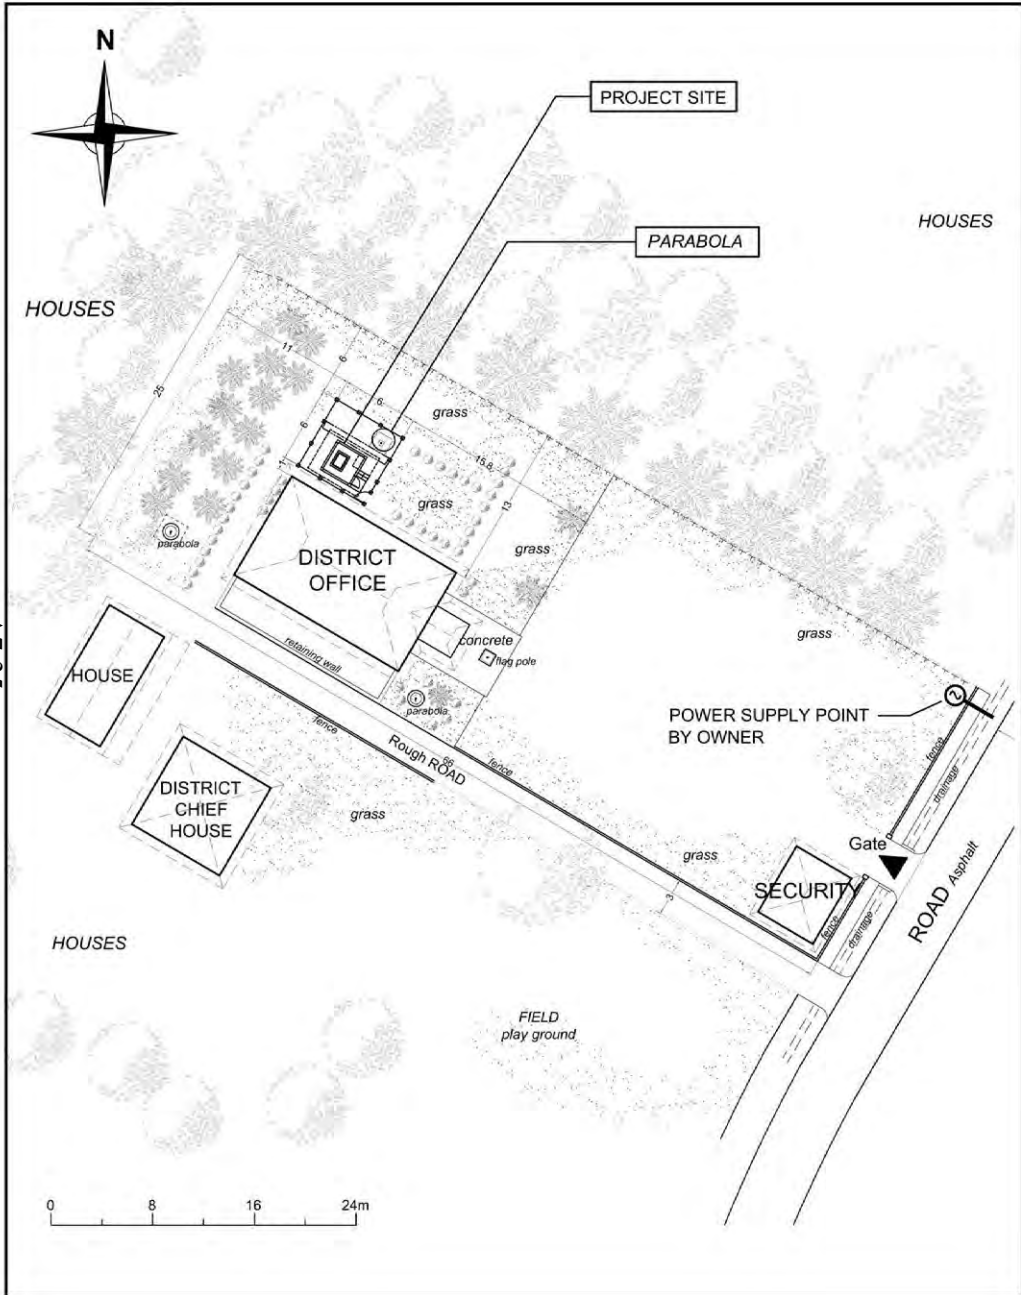 N
PROJECT SITE
HOUSES
PARABOLA
HOUSES
11
6
25
6
grass
6
15.8
grass
13
1
grass
parabola
DISTRICT
OFFICE
concrete
grass
retaining wall
flag pole
HOUSE
parabola
POWER SUPPLY POINT
BY OWNER
fence
fence
66
Rough ROAD
fence
drainage
DISTRICT
CHIEF
HOUSE
grass
Gate
grass
SECURITY
ROAD Asphalt
3
fence
drainage
HOUSES
FIELD
play ground
0 8 16 24m